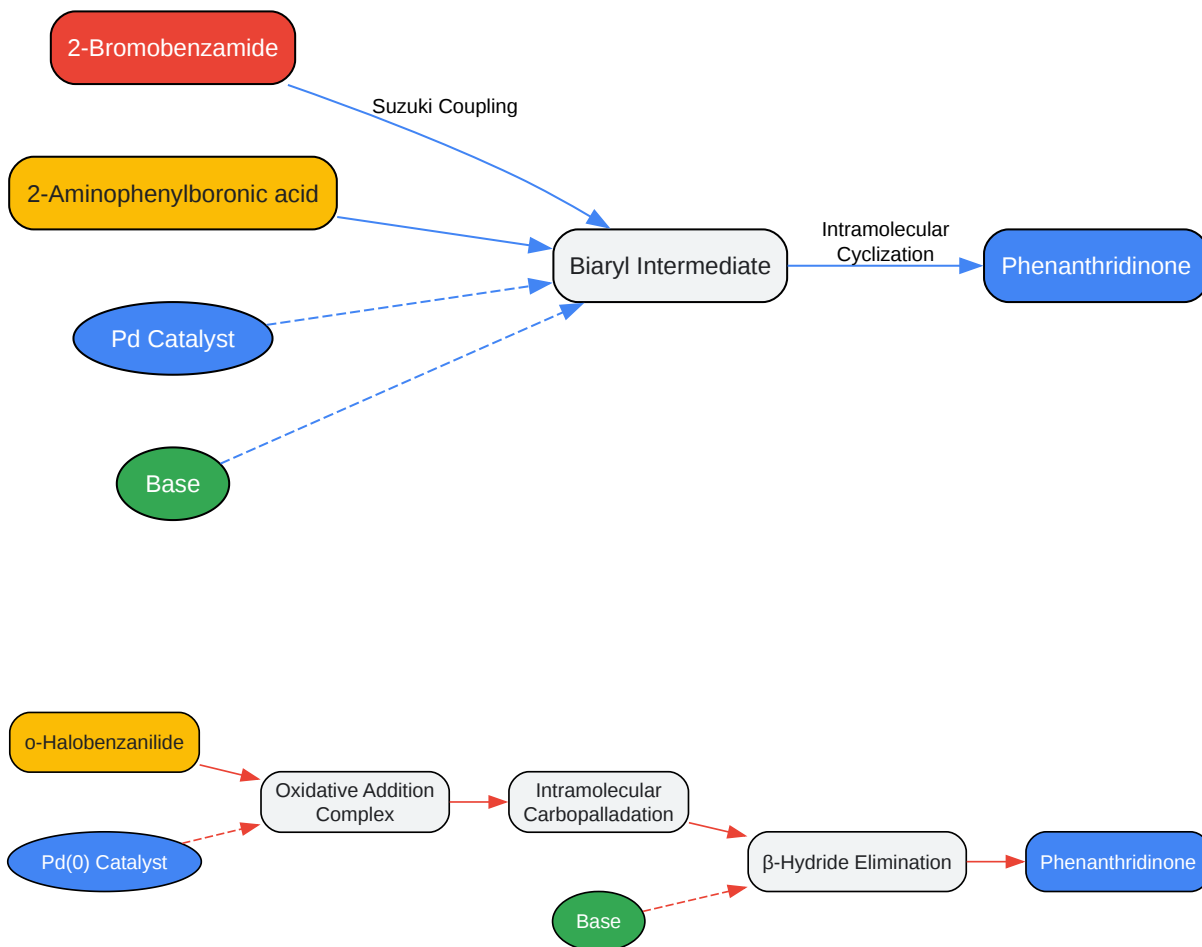 2-Bromobenzamide
Suzuki Coupling
2-Aminophenylboronic acid
Biaryl Intermediate
Intramolecular
Cyclization
Phenanthridinone
Pd Catalyst
Base
o-Halobenzanilide
Pd(0) Catalyst
Oxidative Addition
Complex
Intramolecular
Carbopalladation
β-Hydride Elimination
Phenanthridinone
Base